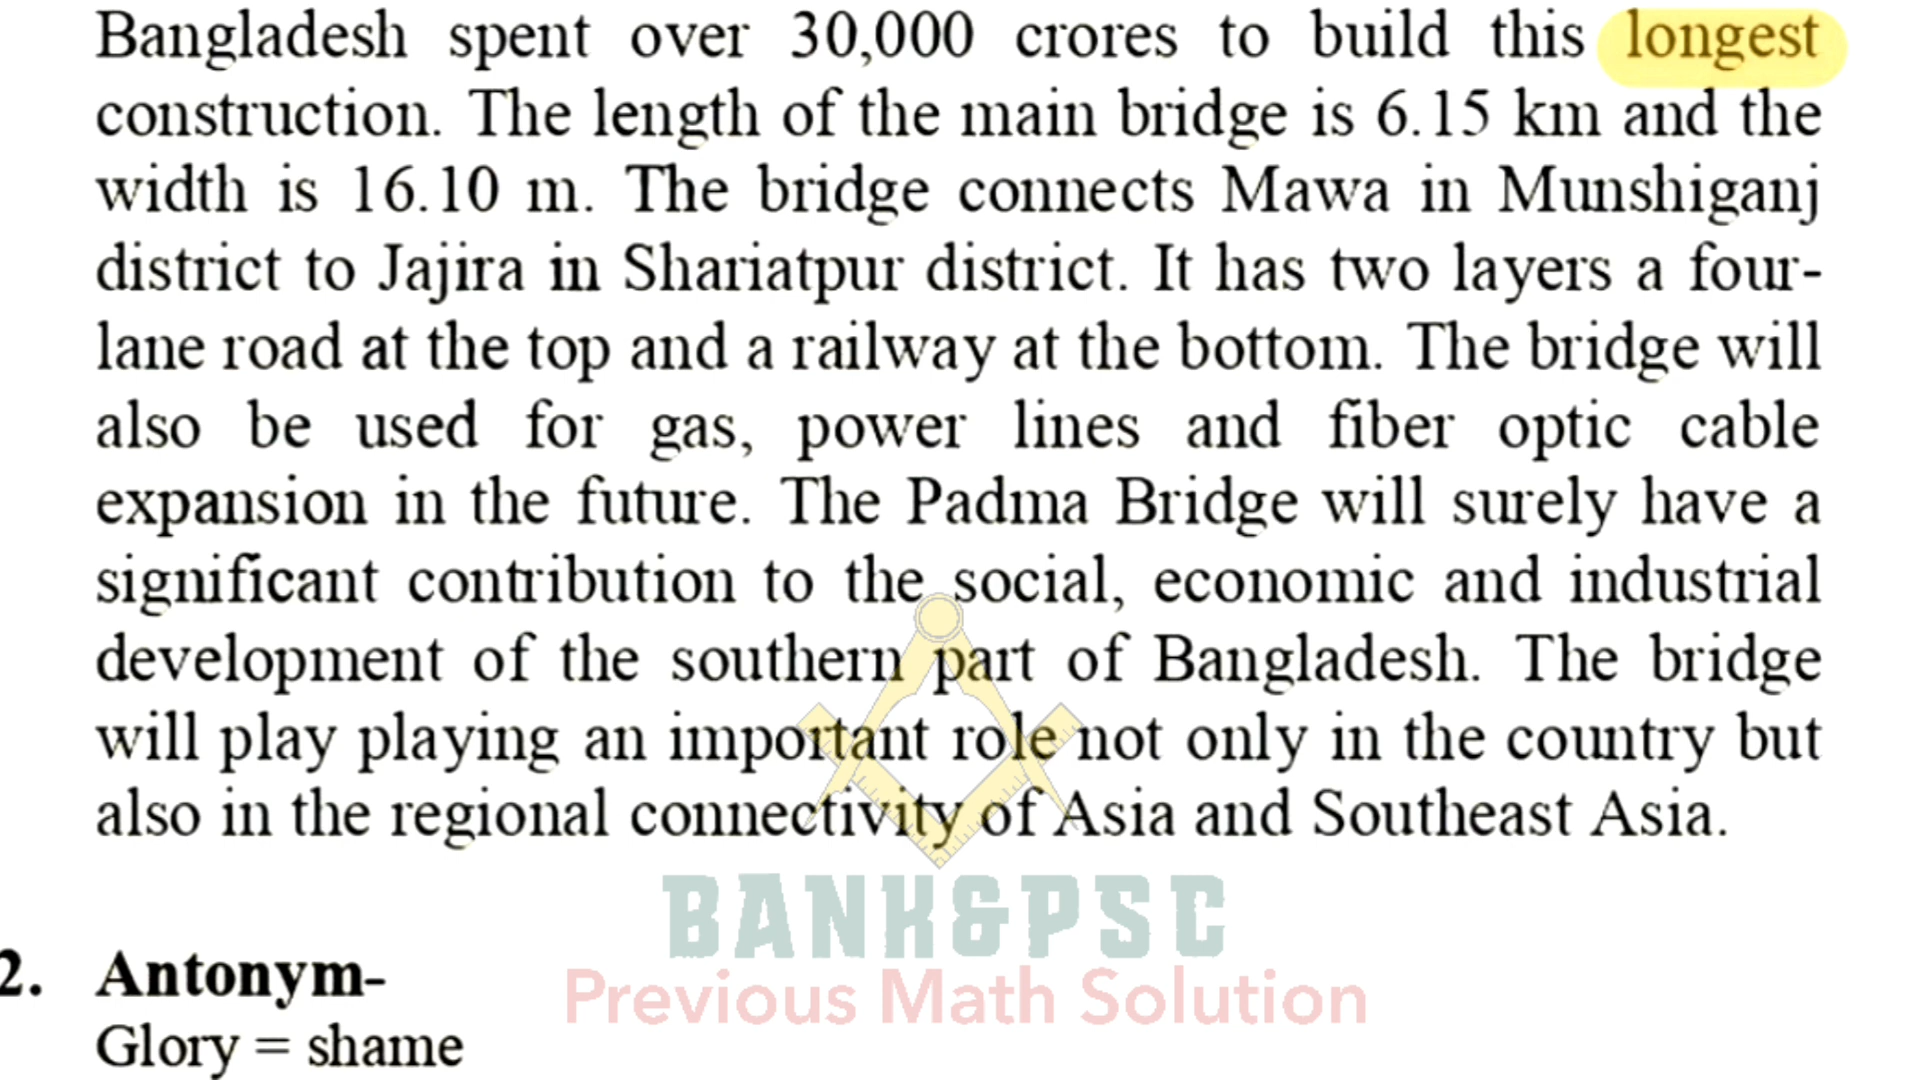 Bangladesh spent over 30,000 crores to build this longest
construction. The length of the main bridge is 6.15 km and the
width is 16.10 m. The bridge connects Mawa in Munshiganj
district to Jajira in Shariatpur district. It has two layers a four-
lane road at the top and a railway at the bottom. The bridge will
also be used for gas, power lines and fiber optic cable
expansion in the future. The Padma Bridge will surely have a
significant contribution to the social, economic and industrial
development of the southern part of Bangladesh. The bridge
will play playing an important role not only in the country but
also in the regional connectivity of Asia and Southeast Asia.
BANK&PSC
Previous Math Solution
2. Antonym-
Glory = shame